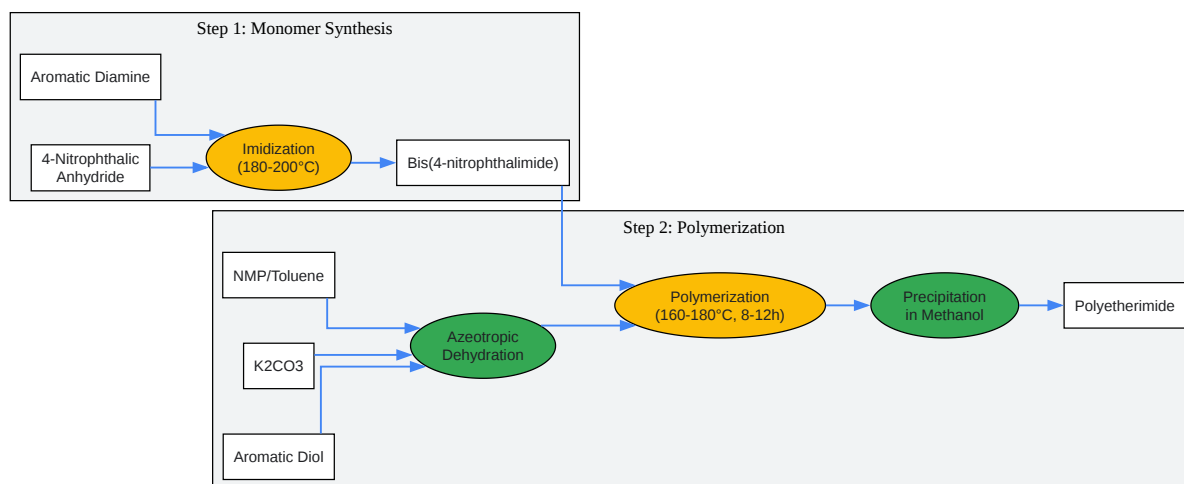 Step 1: Monomer Synthesis
Aromatic Diamine
4-Nitrophthalic
Anhydride
Imidization
(180-200°C)
Bis(4-nitrophthalimide)
Step 2: Polymerization
NMP/Toluene
K2CO3
Aromatic Diol
Azeotropic
Dehydration
Polymerization
(160-180°C, 8-12h)
Precipitation
in Methanol
Polyetherimide